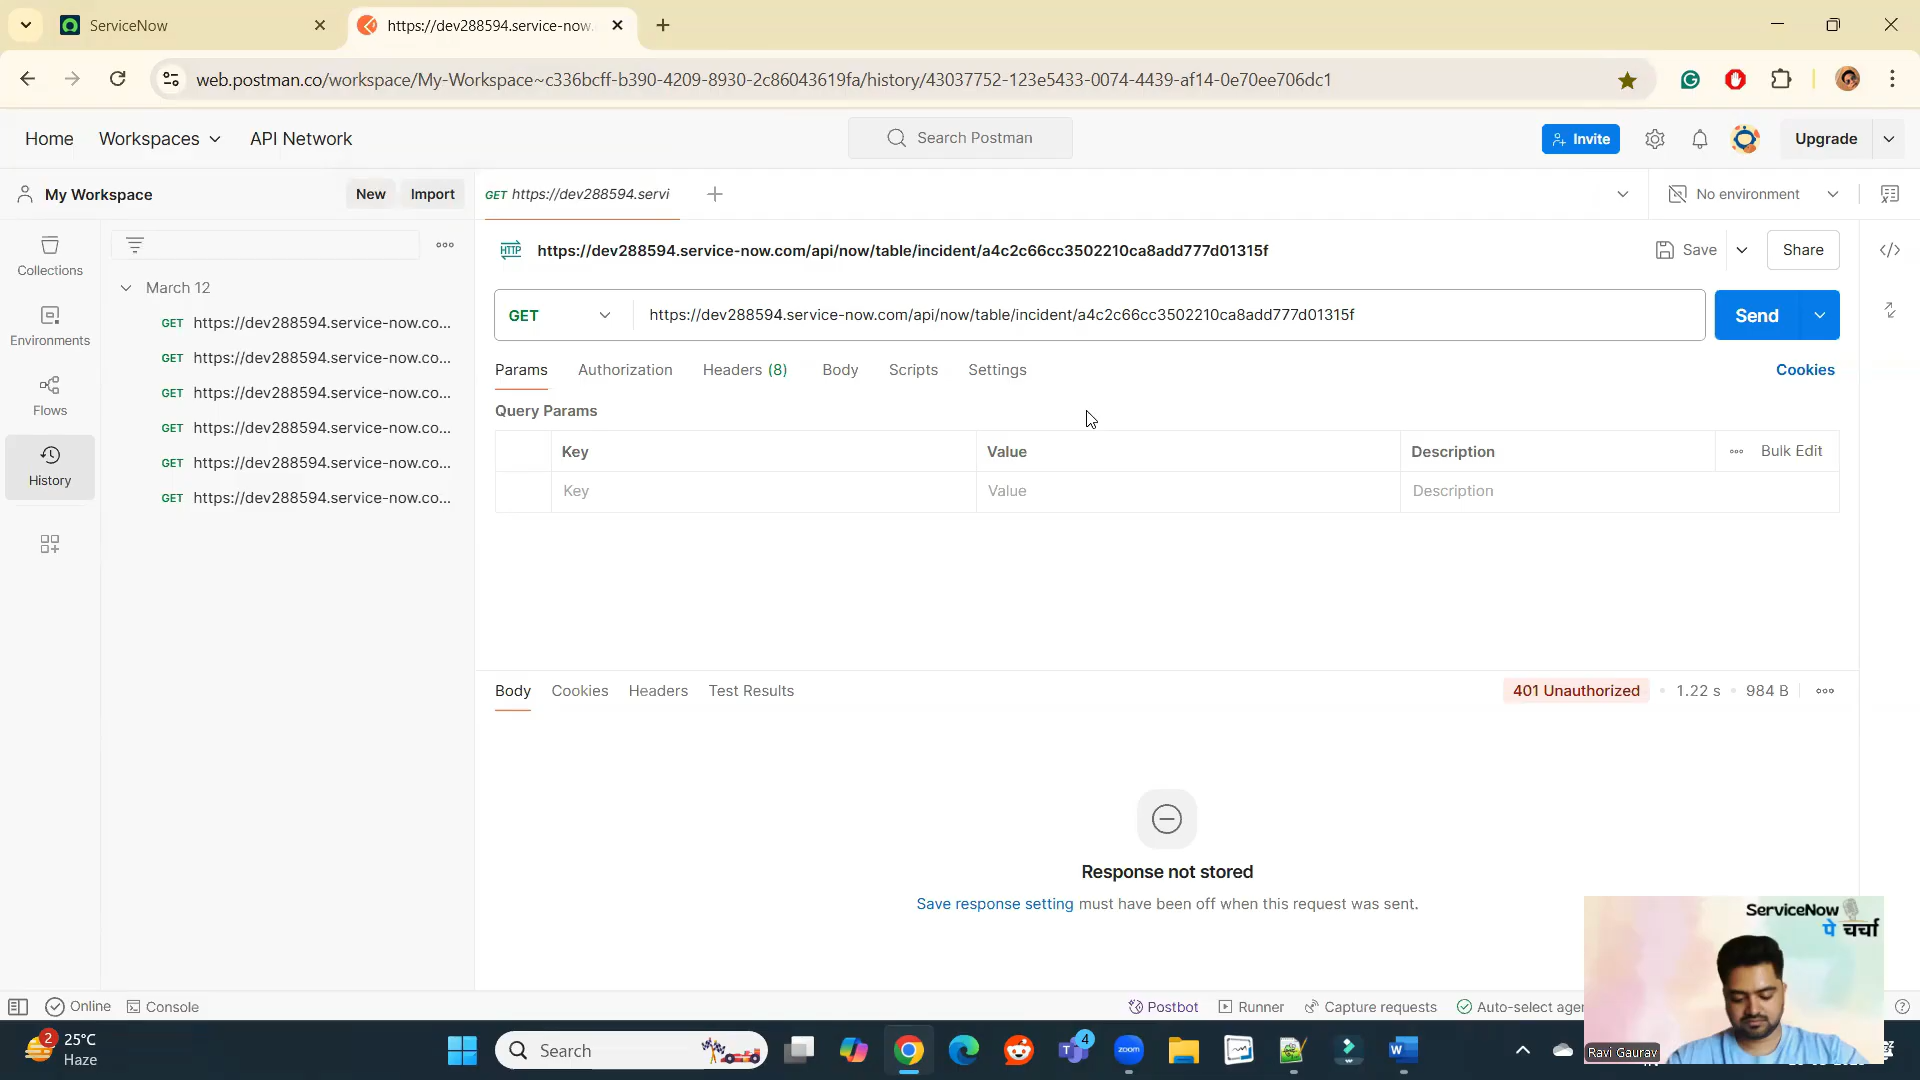 ServiceNow
https://dev288594.service-now.
web.postman.co/workspace/My-Workspace~c336bcff-b390-4209-8930-2c86043619fa/history/43037752-123e5433-0074-4439-af14-0e70ee706dc1
Home
Workspaces
API Network
Search Postman
Invite
Upgrade
My Workspace
New
Import
GET https://dev288594.servi
No environment
Collections
Environments
Flows
History
March 12
GET https://dev288594.service-now.co...
GET https://dev288594.service-now.co...
GET https://dev288594.service-now.co...
GET https://dev288594.service-now.co...
GET https://dev288594.service-now.co...
GET https://dev288594.service-now.co...
HTTP
https://dev288594.service-now.com/api/now/table/incident/a4c2c66cc3502210ca8add777d01315f
Save
Share
GET
https://dev288594.service-now.com/api/now/table/incident/a4c2c66cc3502210ca8add777d01315f
Send
Params
Authorization
Headers (8)
Body
Scripts
Settings
Cookies
Query Params
Key
Value
Description
Bulk Edit
Key
Value
Description
Body
Cookies
Headers
Test Results
401 Unauthorized
1.22 s
984 B
Response not stored
Save response setting must have been off when this request was sent.
ServiceNow
पे चर्चा
Ravi Gaurav
Online
Console
Postbot
Runner
Capture requests
Auto-select agen
2
25°C
Haze
Search
4
zoom